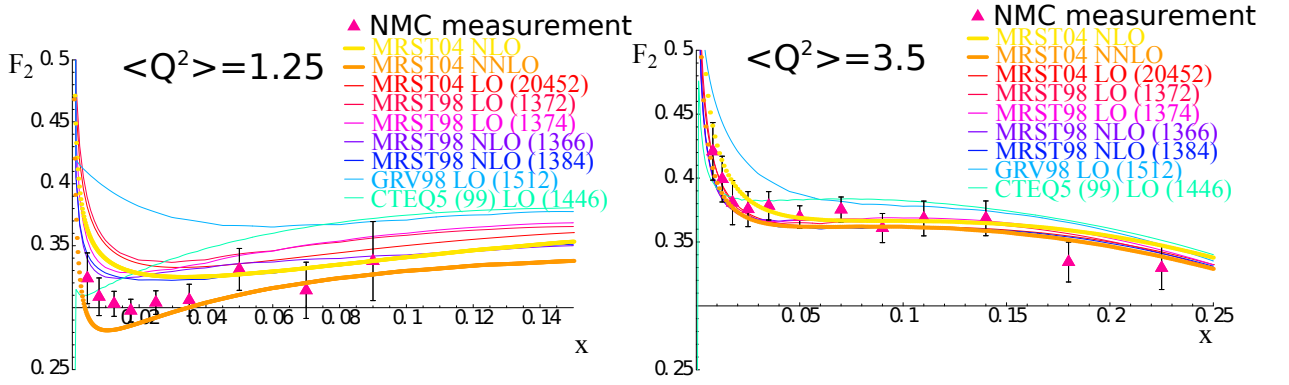 NMC measurement
MRST04 NLO
MRST04 NNLO
MRST04 LO (20452)
MRST98 LO (1372)
MRST98 LO (1374)
MRST98 NLO (1366)
MRST98 NLO (1384)
GRV98 LO (1512)
CTEQ5 (99) LO (1446)
<Q²>=1.25
F₂
0.5
0.45
0.4
0.35
0.25
0.02 0.04 0.06 0.08 0.1 0.12 0.14
x
NMC measurement
MRST04 NLO
MRST04 NNLO
MRST04 LO (20452)
MRST98 LO (1372)
MRST98 LO (1374)
MRST98 NLO (1366)
MRST98 NLO (1384)
GRV98 LO (1512)
CTEQ5 (99) LO (1446)
<Q²>=3.5
F₂
0.5
0.45
0.4
0.35
0.25
0.05 0.1 0.15 0.2 0.25
x